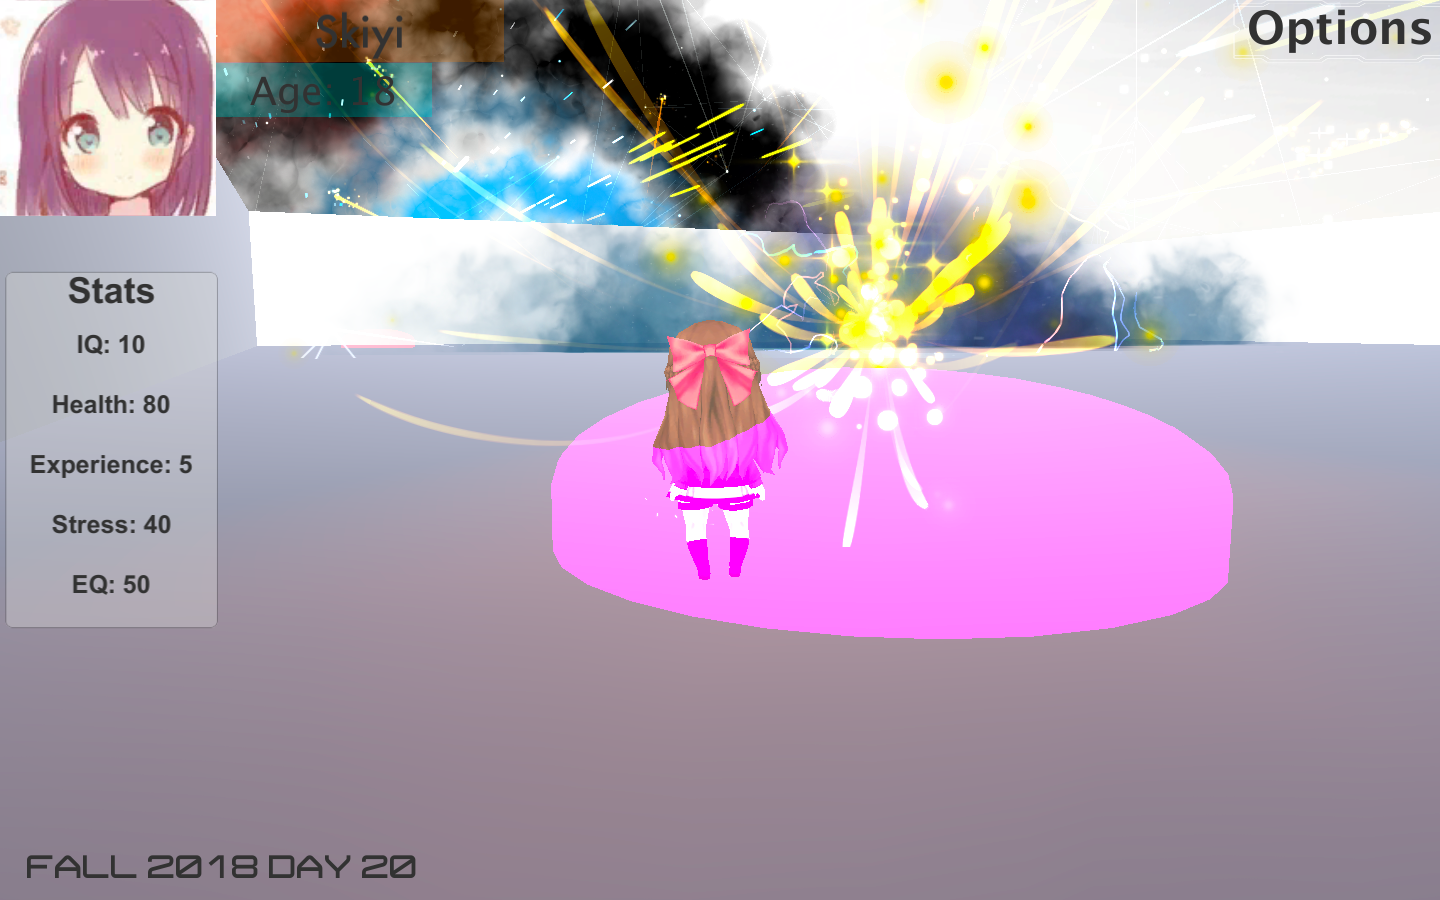 Skiyi
Age: 18
Options
Stats
IQ: 10
Health: 80
Experience: 5
Stress: 40
EQ: 50
FALL 2018 DAY 20